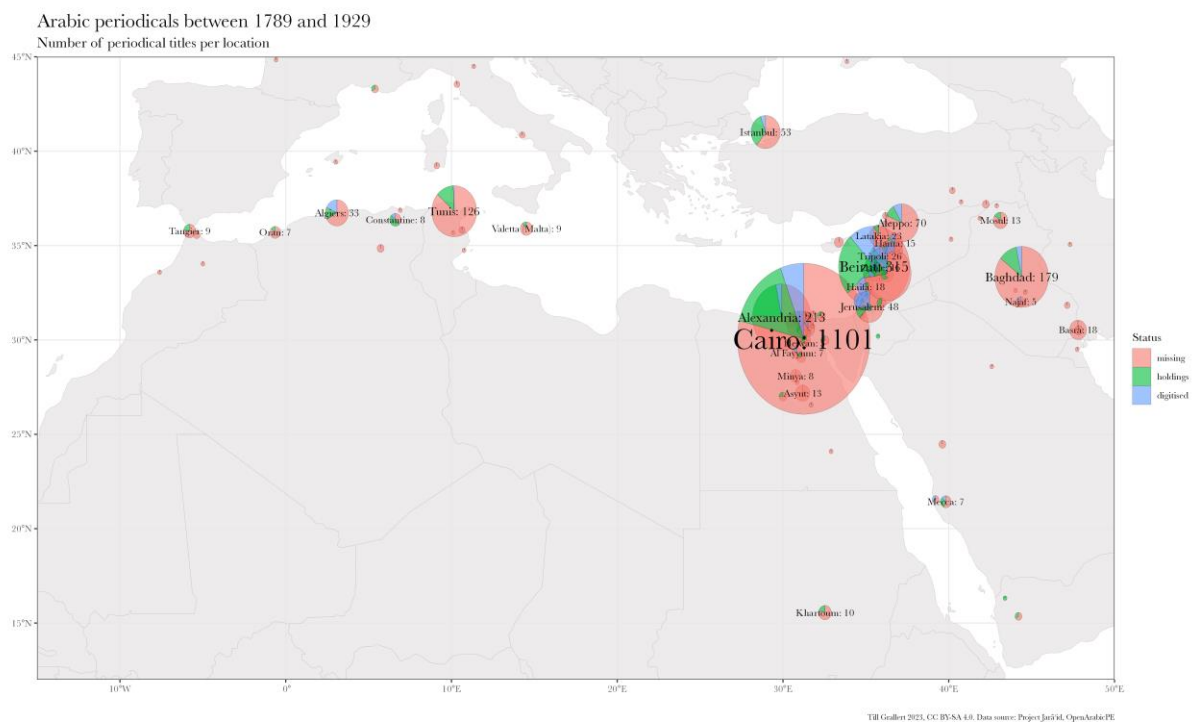 Arabic periodicals between 1789 and 1929
Number of periodical titles per location
45°N
Istanbul: 53
40°N
Algiers: 33
Constantine: 8
Tunis: 126
Aleppo: 70
Tangier: 9
Oran: 7
Valetta (Malta): 9
Mosul: 13
35°N
Latakia: 23
Hama: 15
Tripoli: 26
Beirut: 315
Baghdad: 179
Haifa: 18
Najaf: 5
Jerusalem: 48
Alexandria: 213
Basra: 18
30°N
Cairo: 1101
Al Fayyum: 7
Minya: 8
Asyut: 13
25°N
Mecca: 7
20°N
Khartoum: 10
15°N
10°W
0°
10°E
20°E
30°E
40°E
50°E
Status
missing
holdings
digitised
Till Grallert 2023, CC BY-SA 4.0. Data source: Project Jarāʾid, OpenArabicPE